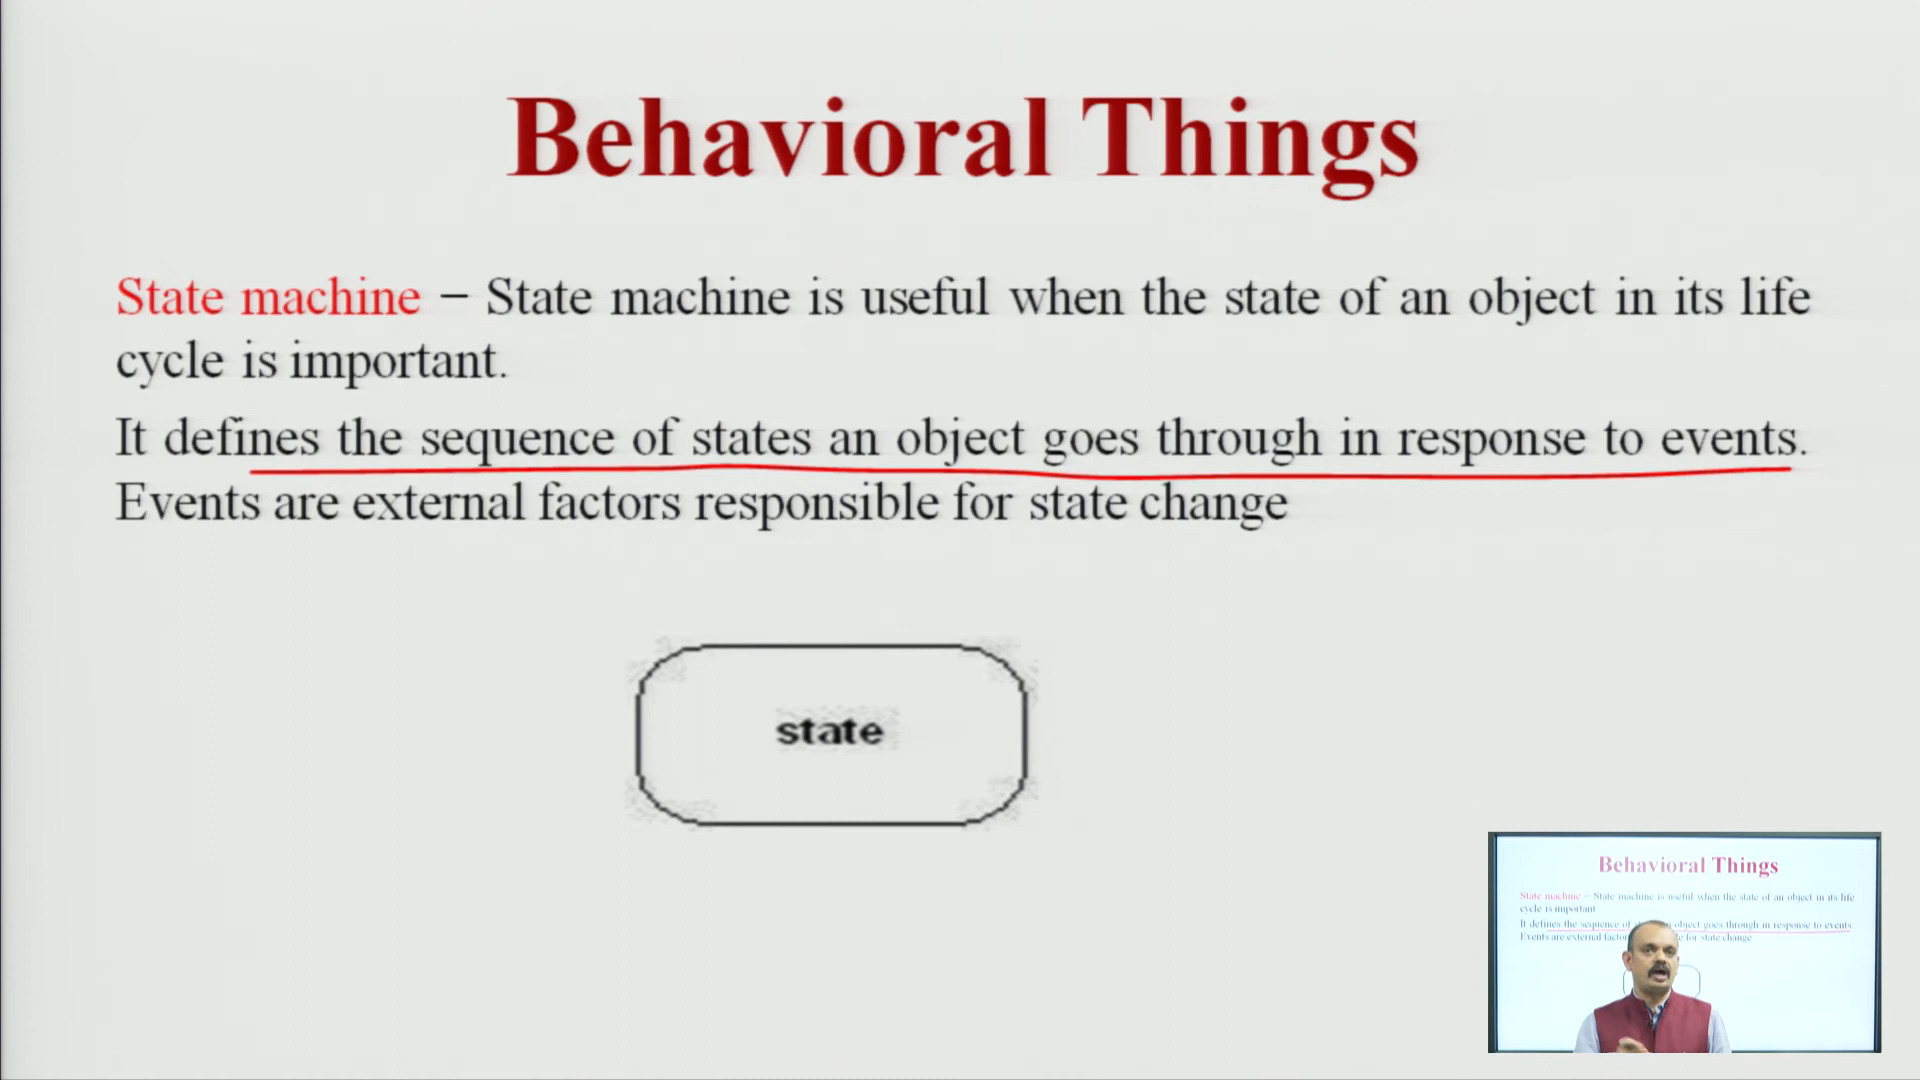 Behavioral Things
State machine – State machine is useful when the state of an object in its life
cycle is important.
It defines the sequence of states an object goes through in response to events.
Events are external factors responsible for state change
state
Behavioral Things
State machine – State machine is useful when the state of an object in its life
cycle is important
It defines the sequence of object goes through in response to events
Events are external for state change